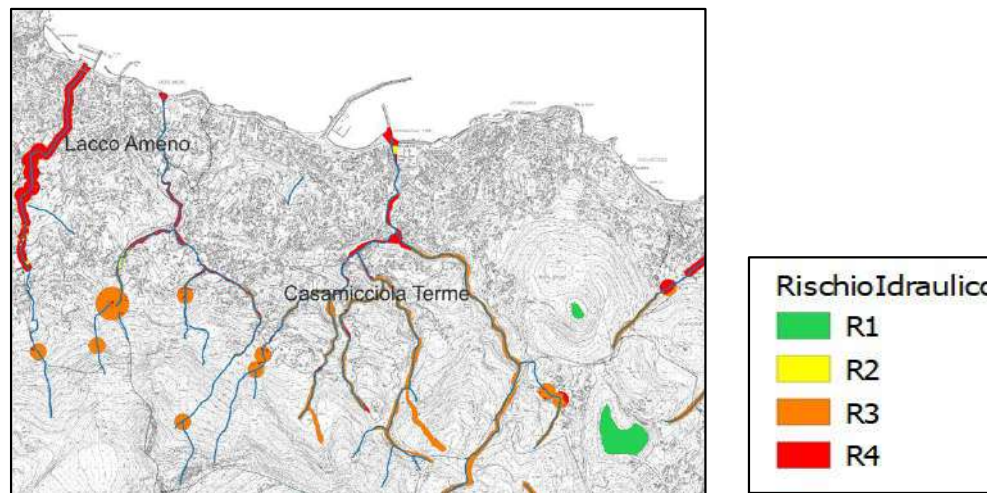 Lacco Ameno
Casamicciola Terme
RischioIdraulico
R1
R2
R3
R4